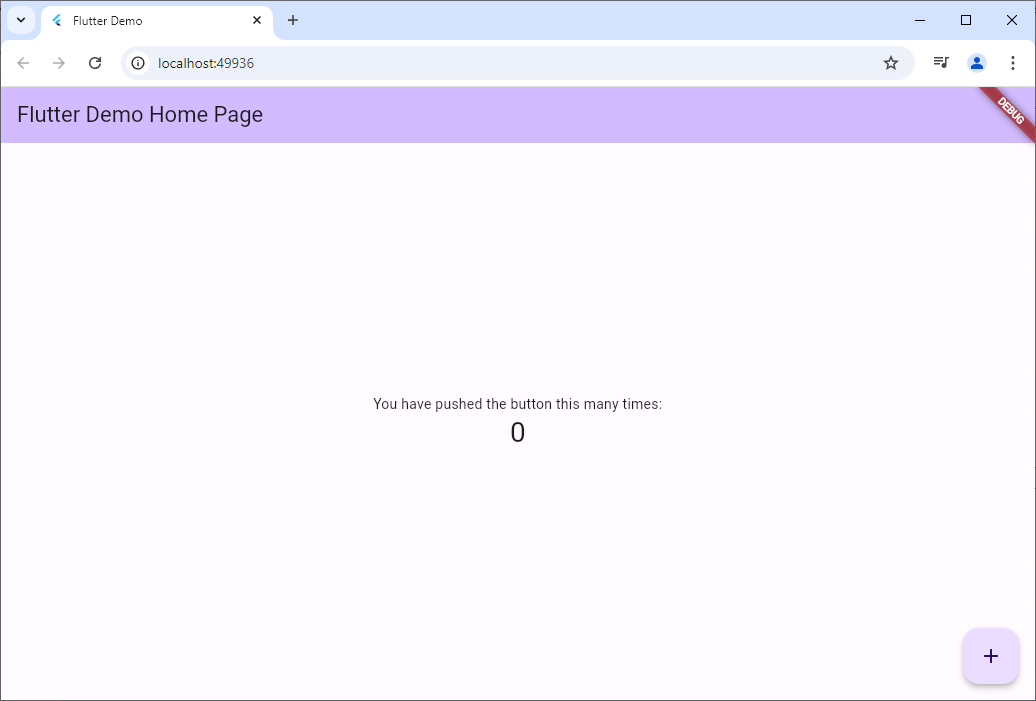 Flutter Demo
localhost:49936
Flutter Demo Home Page
DEBUG
You have pushed the button this many times:
0